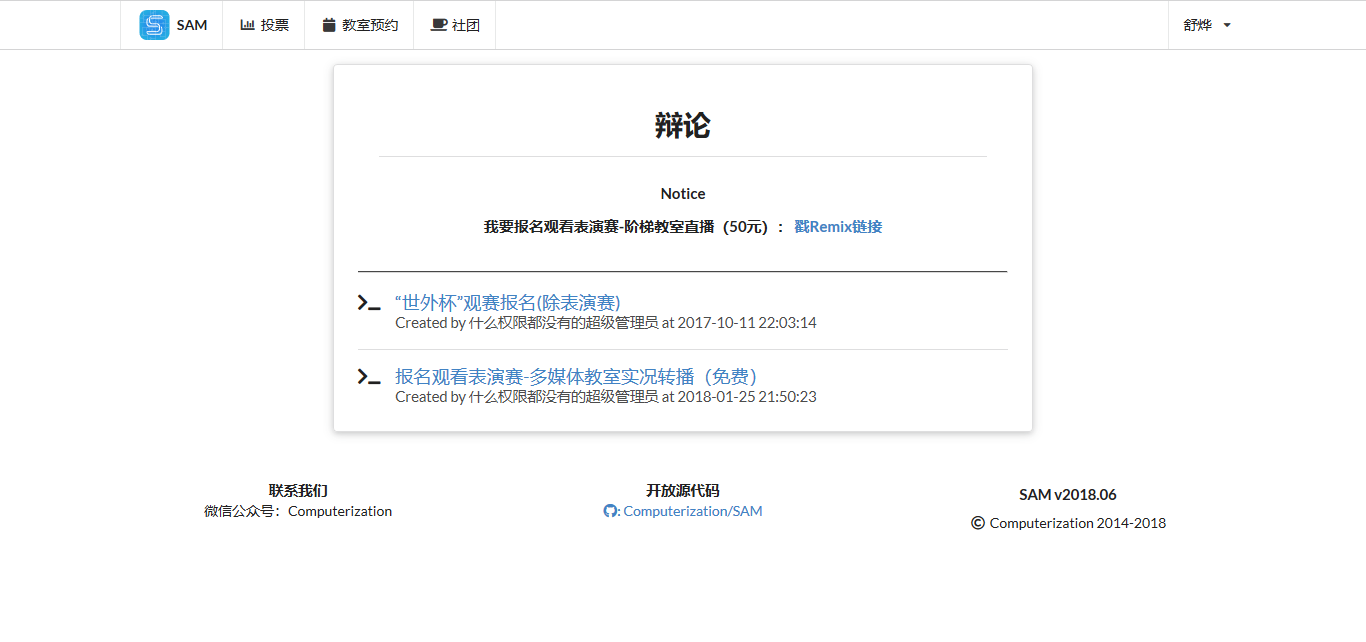 SAM 投票 教室预约 社团 舒烨
辩论
Notice
我要报名观看表演赛-阶梯教室直播（50元）： 戳Remix链接
“世外杯”观赛报名(除表演赛)
Created by 什么权限都没有的超级管理员 at 2017-10-11 22:03:14
报名观看表演赛-多媒体教室实况转播（免费）
Created by 什么权限都没有的超级管理员 at 2018-01-25 21:50:23
联系我们
微信公众号：Computerization
开放源代码
: Computerization/SAM
SAM v2018.06
© Computerization 2014-2018